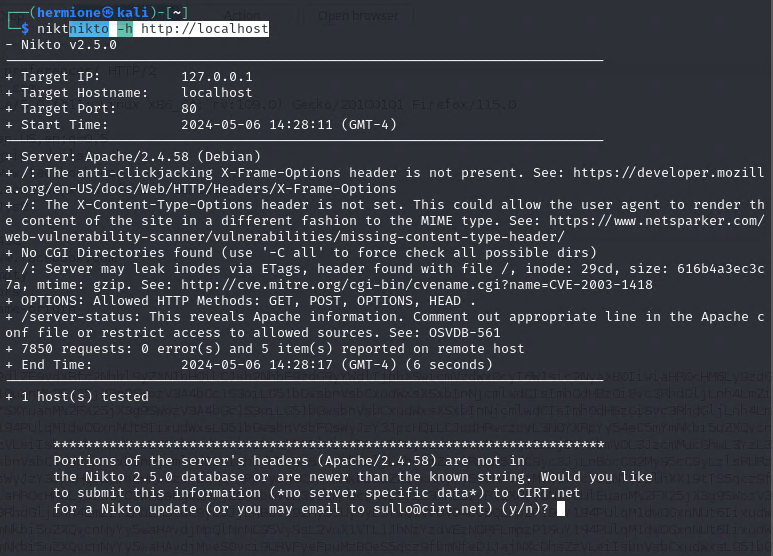 Action
Open browser
(hermione㉿kali)-[~]
$ niktnikto -h http://localhost
- Nikto v2.5.0
+ Target IP: 127.0.0.1
+ Target Hostname: localhost
+ Target Port: 80
+ Start Time: 2024-05-06 14:28:11 (GMT-4)
+ Server: Apache/2.4.58 (Debian)
+ /: The anti-clickjacking X-Frame-Options header is not present. See: https://developer.mozill
a.org/en-US/docs/Web/HTTP/Headers/X-Frame-Options
+ /: The X-Content-Type-Options header is not set. This could allow the user agent to render th
e content of the site in a different fashion to the MIME type. See: https://www.netsparker.com/
web-vulnerability-scanner/vulnerabilities/missing-content-type-header/
+ No CGI Directories found (use '-C all' to force check all possible dirs)
+ /: Server may leak inodes via ETags, header found with file /, inode: 29cd, size: 616b4a3ec3c
7a, mtime: gzip. See: http://cve.mitre.org/cgi-bin/cvename.cgi?name=CVE-2003-1418
+ OPTIONS: Allowed HTTP Methods: GET, POST, OPTIONS, HEAD .
+ /server-status: This reveals Apache information. Comment out appropriate line in the Apache c
onf file or restrict access to allowed sources. See: OSVDB-561
+ 7850 requests: 0 error(s) and 5 item(s) reported on remote host
+ End Time: 2024-05-06 14:28:17 (GMT-4) (6 seconds)
+ 1 host(s) tested
*********************************************************************
Portions of the server's headers (Apache/2.4.58) are not in
the Nikto 2.5.0 database or are newer than the known string. Would you like
to submit this information (*no server specific data*) to CIRT.net
for a Nikto update (or you may email to sullo@cirt.net) (y/n)?